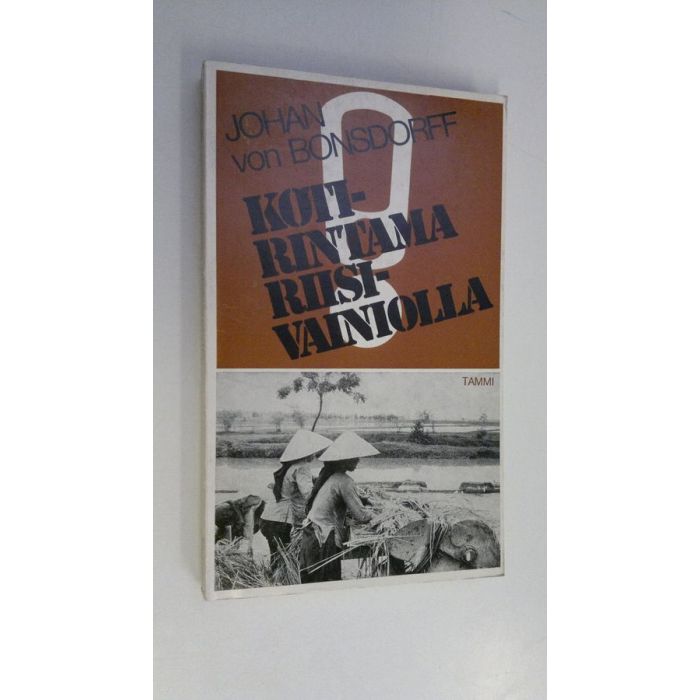 JOHAN
von BONSDORFF
KOTI-
RINTAMA
RIISI-
VAINIOLLA
TAMMI